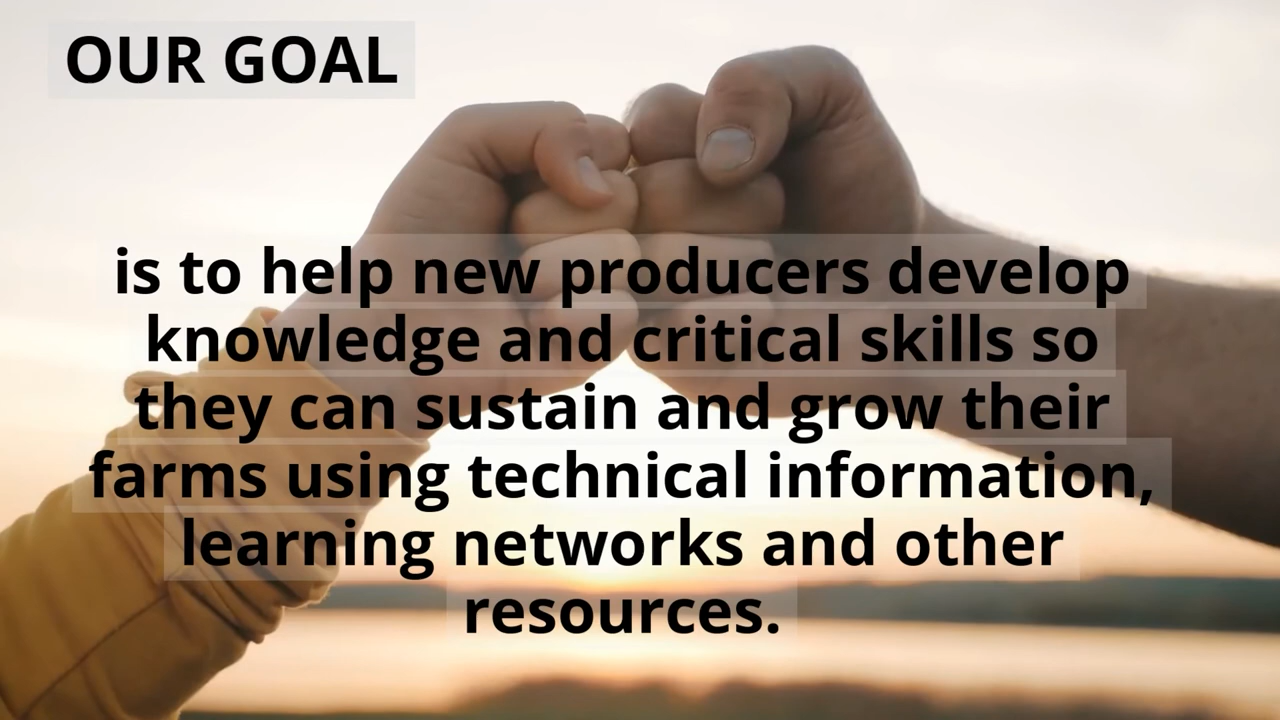 OUR GOAL
is to help new producers develop
knowledge and critical skills so
they can sustain and grow their
farms using technical information,
learning networks and other
resources.